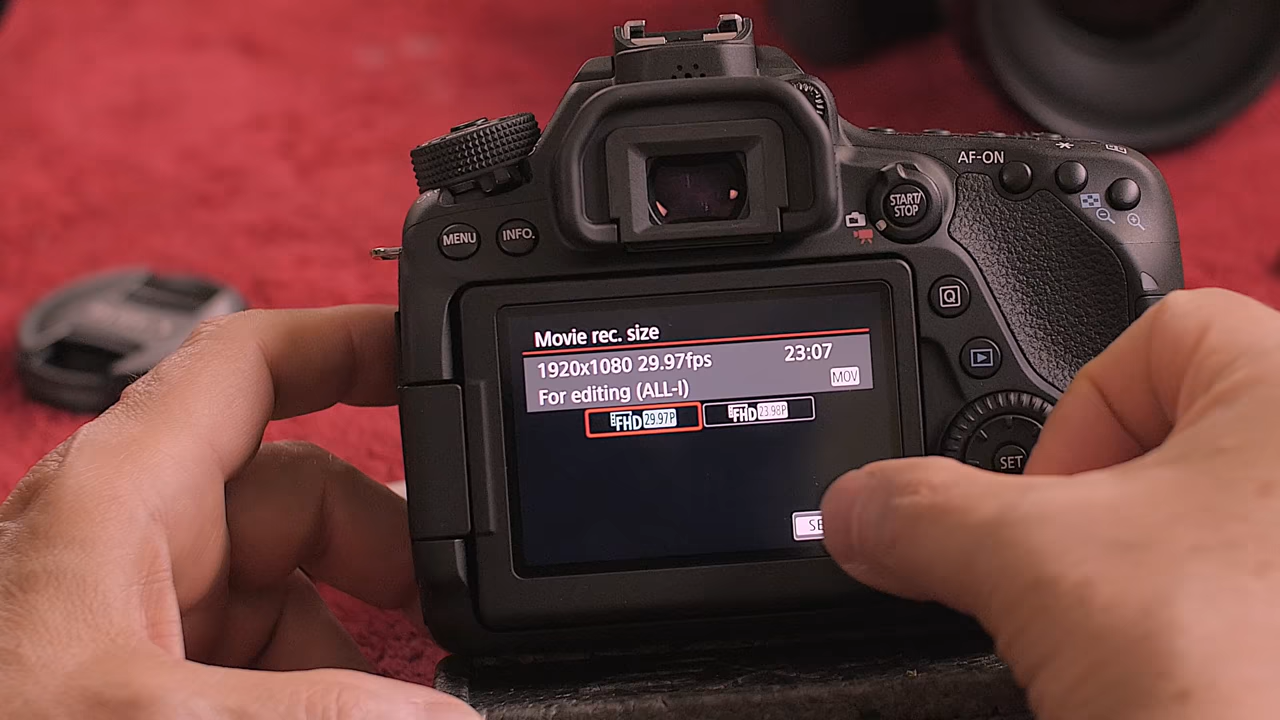 AF-ON
START/
STOP
MENU
INFO.
Q
Movie rec. size
1920x1080 29.97fps
23:07
For editing (ALL-I)
MOV
FHD 29.97P
FHD 23.98P
SET
SE